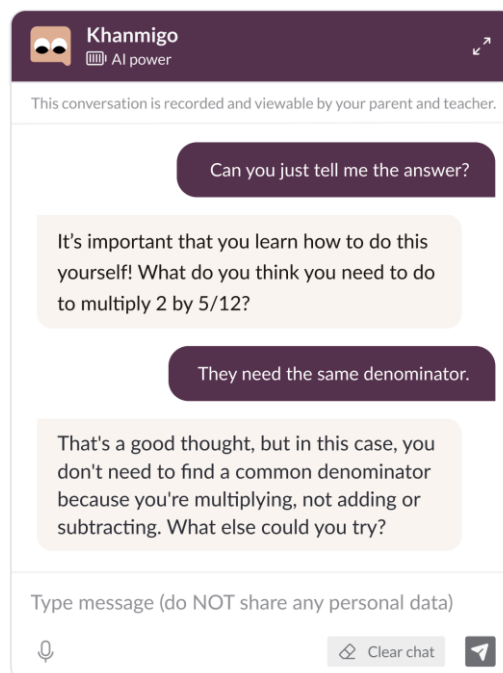 Khanmigo
AI power
This conversation is recorded and viewable by your parent and teacher.
Can you just tell me the answer?
It's important that you learn how to do this
yourself! What do you think you need to do
to multiply 2 by 5/12?
They need the same denominator.
That's a good thought, but in this case, you
don't need to find a common denominator
because you're multiplying, not adding or
subtracting. What else could you try?
Type message (do NOT share any personal data)
Clear chat